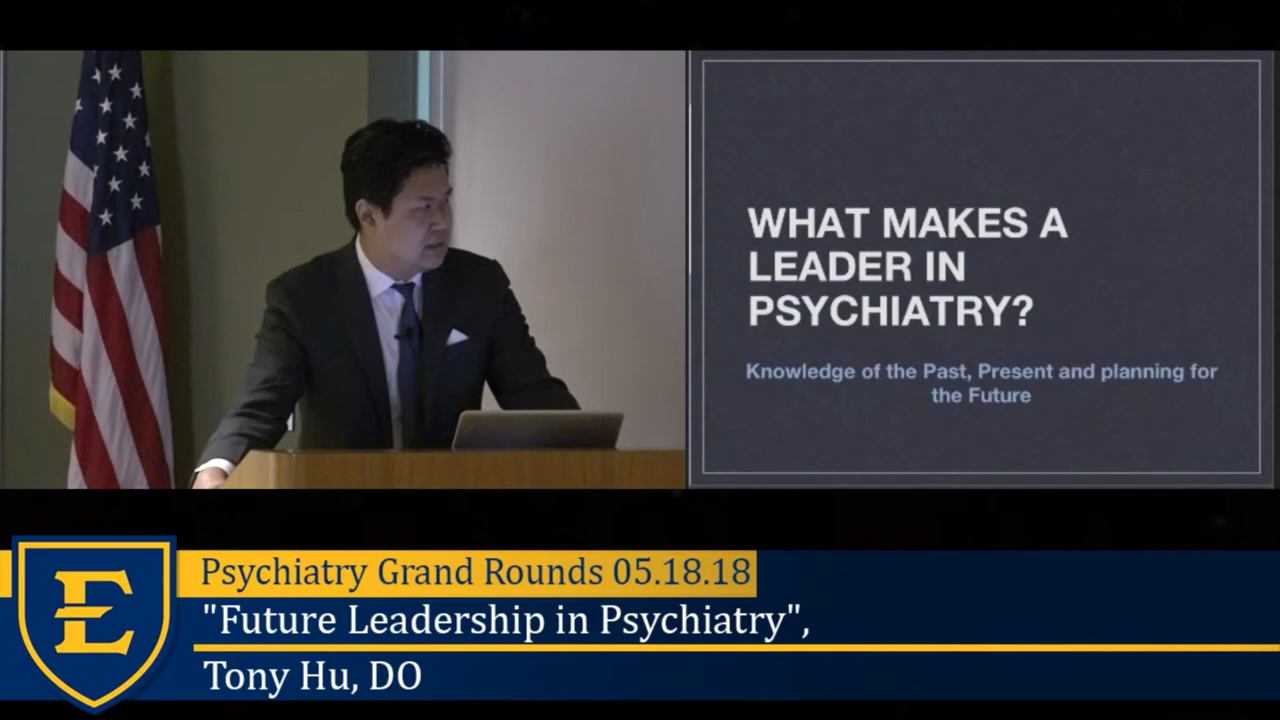 WHAT MAKES A
LEADER IN
PSYCHIATRY?
Knowledge of the Past, Present and planning for
the Future
E
Psychiatry Grand Rounds 05.18.18
"Future Leadership in Psychiatry",
Tony Hu, DO